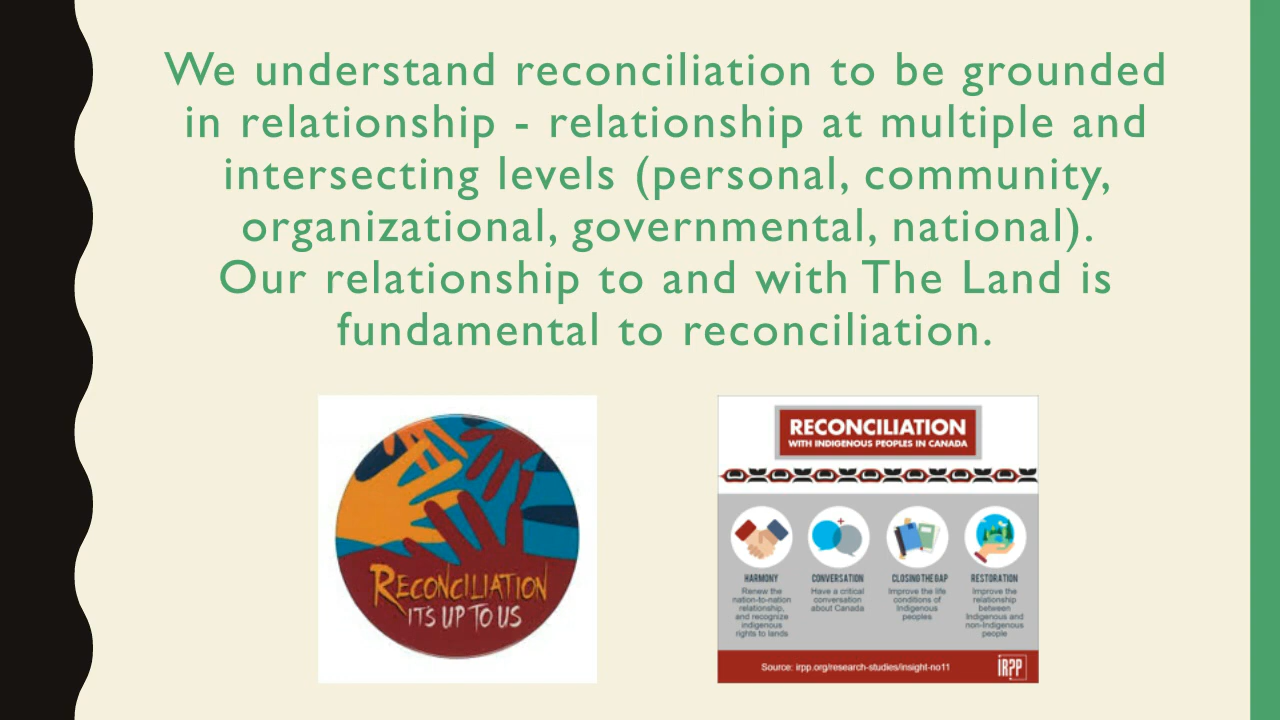 We understand reconciliation to be grounded
in relationship - relationship at multiple and
intersecting levels (personal, community,
organizational, governmental, national).
Our relationship to and with The Land is
fundamental to reconciliation.
RECONCILIATION
IT'S UP TO US
RECONCILIATION
WITH INDIGENOUS PEOPLES IN CANADA
HARMONY
Renew the
nation-to-nation
relationship,
and recognize
indigenous
rights to lands
CONVERSATION
Have a critical
conversation
about Canada
CLOSING THE GAP
Improve the life
conditions of
Indigenous
peoples
RESTORATION
Improve the
relationship
between
Indigenous and
non-Indigenous
people
Source: irpp.org/research-studies/insight-no11
IRPP